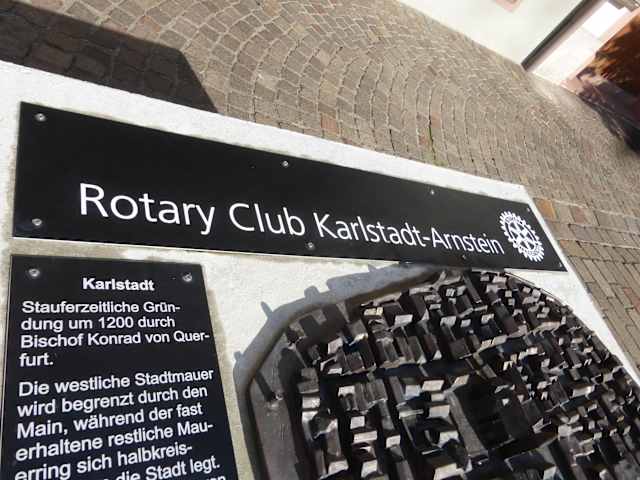 Rotary Club Karlstadt-Arnstein
Karlstadt
Stauferzeitliche Grün-
dung um 1200 durch
Bischof Konrad von Quer-
furt.
Die westliche Stadtmauer
wird begrenzt durch den
Main, während der fast
erhaltene restliche Mau-
erring sich halbkreis-
die Stadt legt.